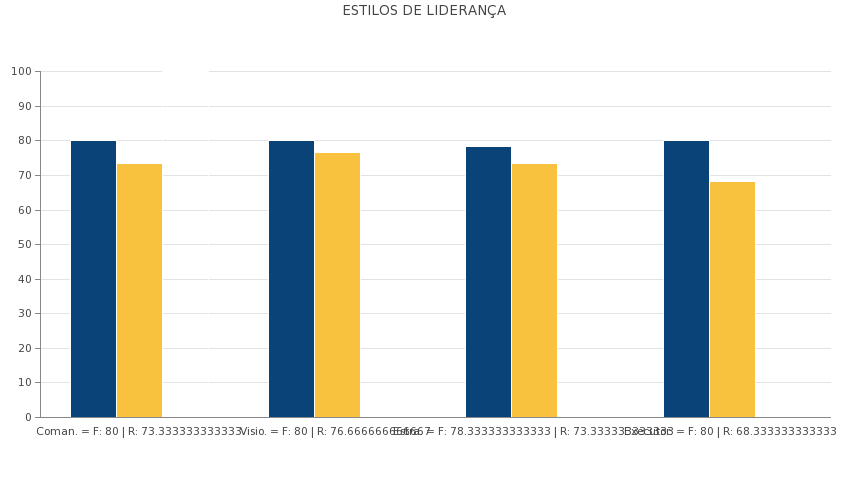 ESTILOS DE LIDERANÇA
100
90
80
70
60
50
40
30
20
10
0
Coman. = F: 80 | R: 73.333333333333
Visio. = F: 80 | R: 76.666666666667
= F: 78.333333333333 | R: 73.333333333333
= F: 80 | R: 68.333333333333